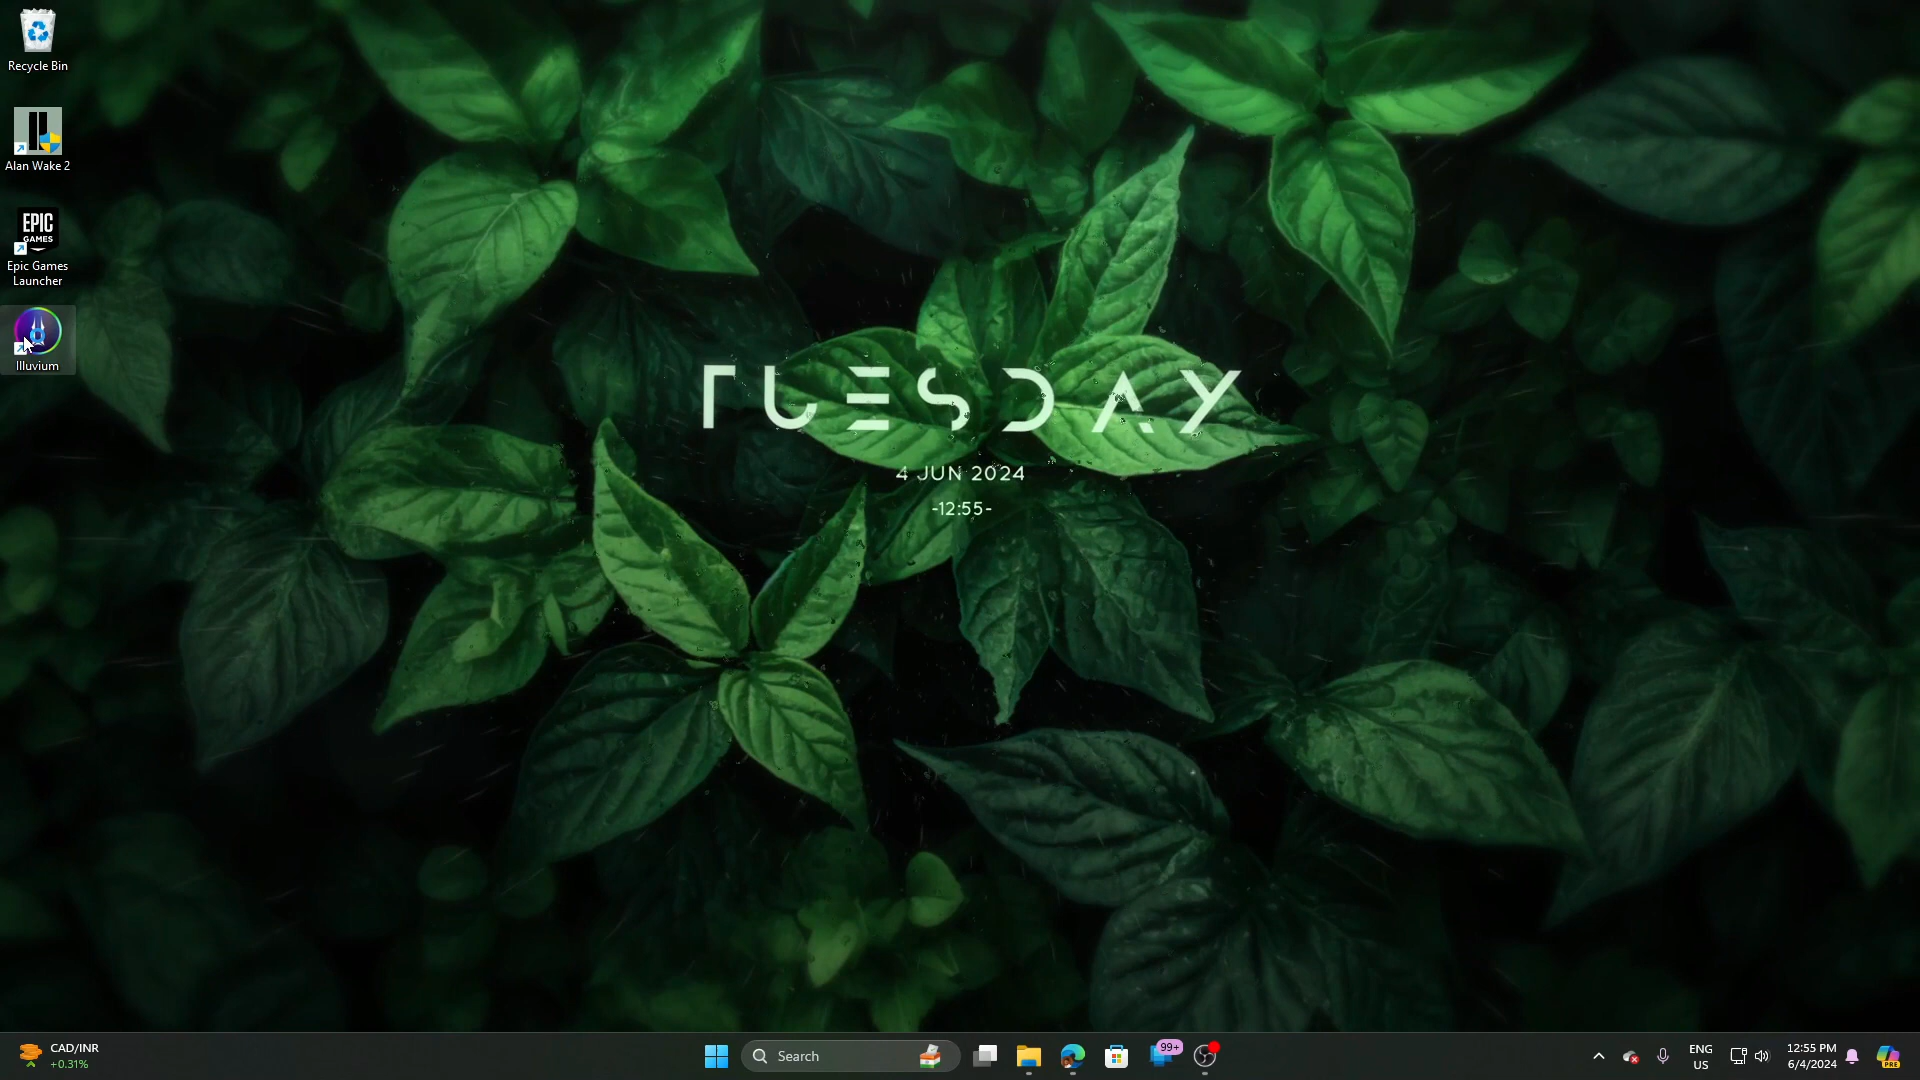 Recycle Bin
Alan Wake 2
EPIC
GAMES
Epic Games
Launcher
Illuvium
TUESDAY
4 JUN 2024
-12:55-
CAD/INR
+0.31%
Search
99+
ENG
US
12:55 PM
6/4/2024
PRE